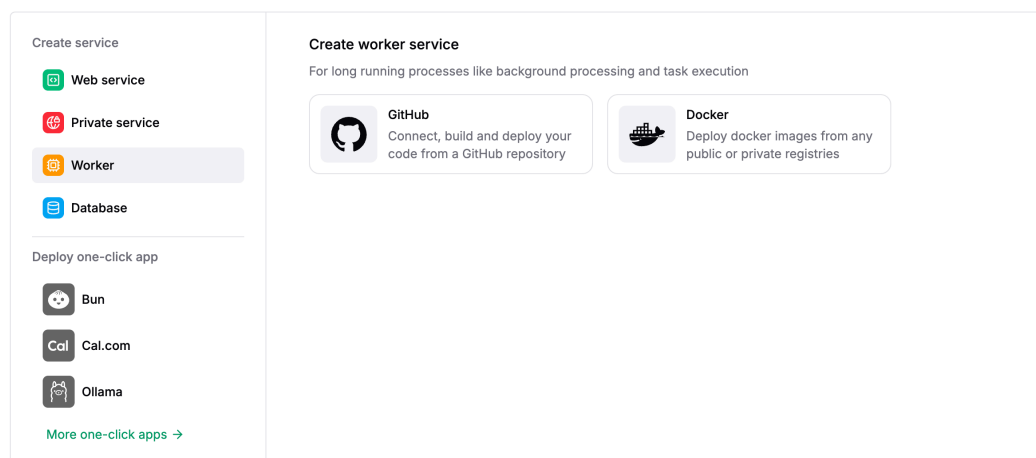 Create service
Web service
Private service
Worker
Database
Deploy one-click app
Bun
Cal
Cal.com
Ollama
More one-click apps →
Create worker service
For long running processes like background processing and task execution
GitHub
Connect, build and deploy your
code from a GitHub repository
Docker
Deploy docker images from any
public or private registries